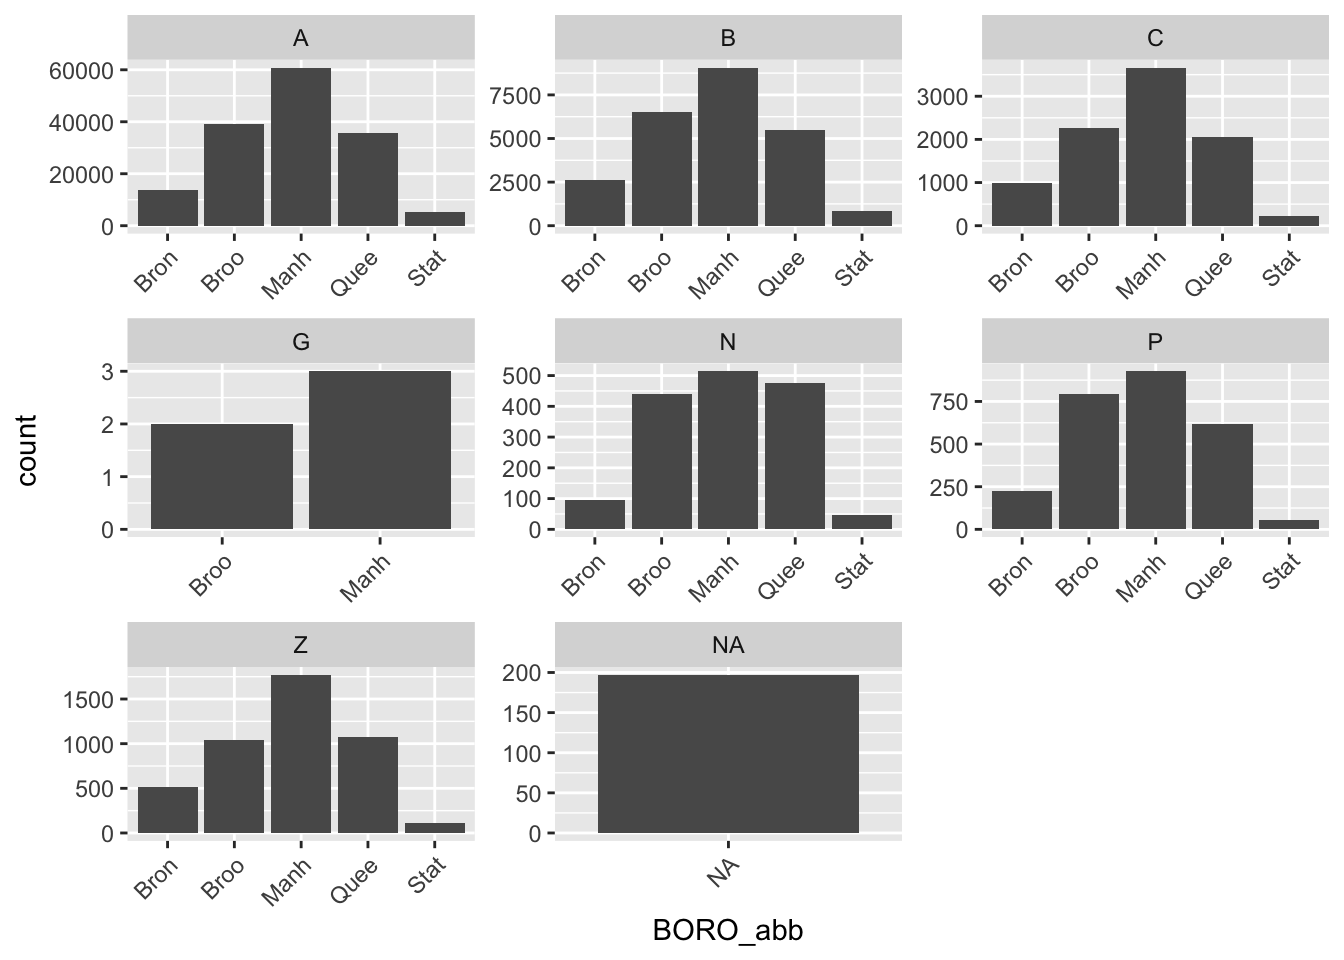 A
B
C
60000
40000
20000
0
7500
5000
2500
0
3000
2000
1000
0
Bron Broo Manh Quee Stat
Bron Broo Manh Quee Stat
Bron Broo Manh Quee Stat
G
N
P
count
3
2
1
0
500
400
300
200
100
0
750
500
250
0
Broo Manh
Bron Broo Manh Quee Stat
Bron Broo Manh Quee Stat
Z
NA
1500
1000
500
0
200
150
100
50
0
Bron Broo Manh Quee Stat
NA
BORO_abb